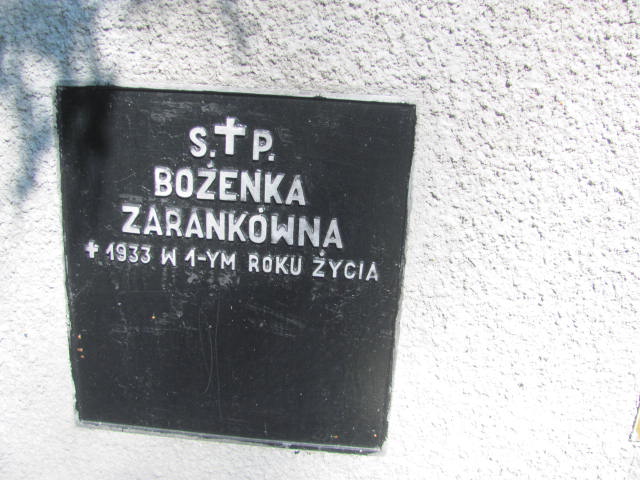 S.✝P.
BOŻENKA
ZARANKÓWNA
✝ 1933 W 1-YM ROKU ŻYCIA